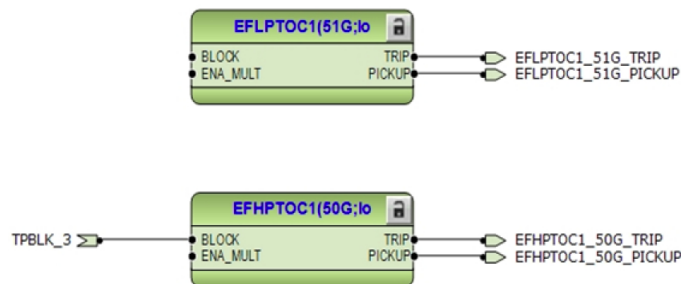 EFLPTOC1(51G;Io
BLOCK TRIP EFLPTOC1_51G_TRIP
ENA_MULT PICKUP EFLPTOC1_51G_PICKUP
EFHPTOC1(50G;Io
TPBLK_3 BLOCK TRIP EFHPTOC1_50G_TRIP
ENA_MULT PICKUP EFHPTOC1_50G_PICKUP